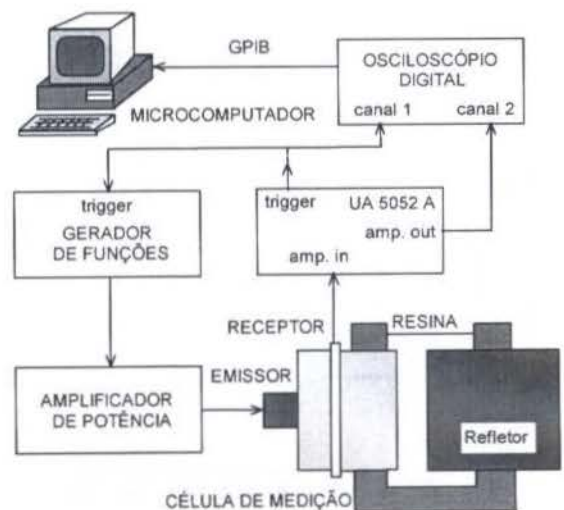 GPIB
OSCILOSCÓPIO
DIGITAL
canal 1 canal 2
MICROCOMPUTADOR
trigger
GERADOR
DE FUNÇÕES
trigger UA 5052 A
amp. out
amp. in
RECEPTOR
RESINA
EMISSOR
AMPLIFICADOR
DE POTÊNCIA
Refletor
CÉLULA DE MEDIÇÃO